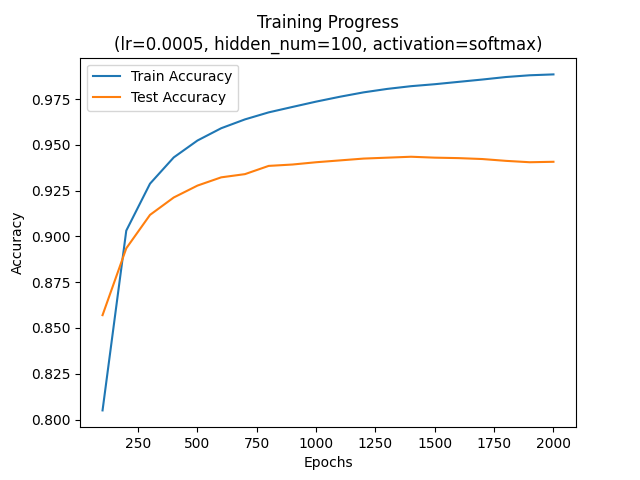 Training Progress
(lr=0.0005, hidden_num=100, activation=softmax)
Train Accuracy
Test Accuracy
0.975
0.950
0.925
0.900
0.875
0.850
0.825
0.800
Accuracy
250 500 750 1000 1250 1500 1750 2000
Epochs